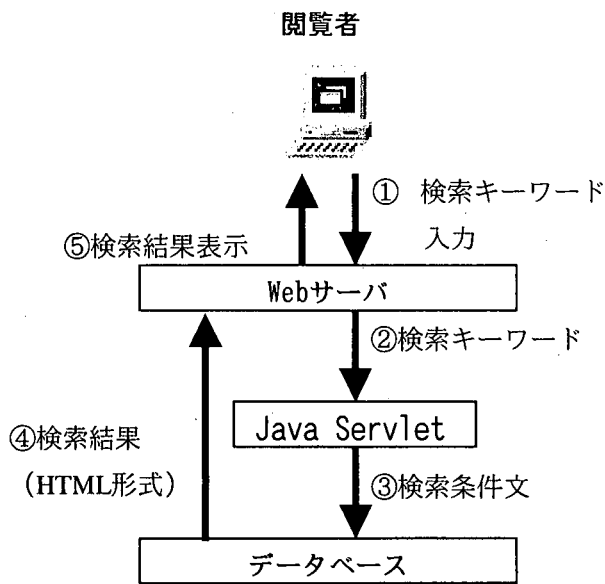 閲覧者
① 検索キーワード
入力
⑤検索結果表示
Webサーバ
②検索キーワード
Java Servlet
④検索結果
(HTML形式)
③検索条件文
データベース